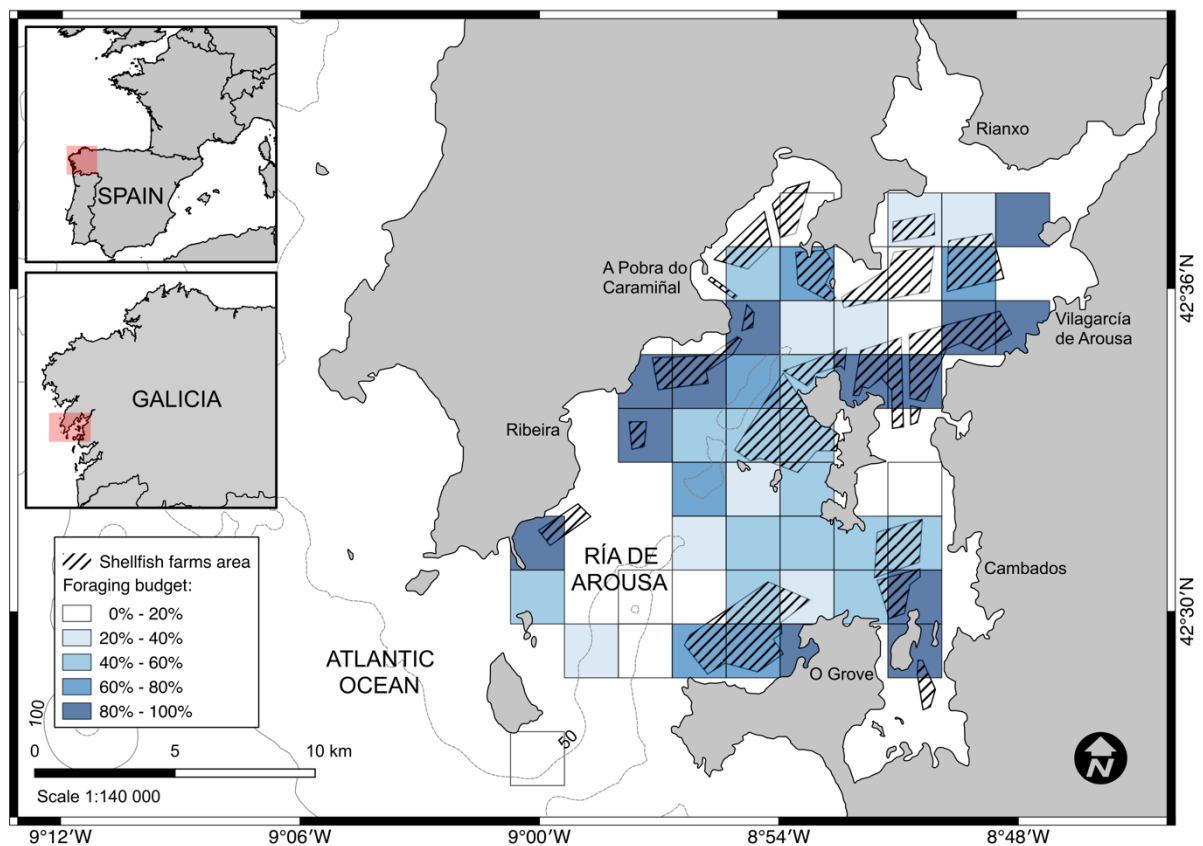 SPAIN
GALICIA
Rianxo
A Pobra do
Caramiñal
Vilagarcía
de Arousa
Ribeira
RÍA DE
AROUSA
Cambados
ATLANTIC
OCEAN
O Grove
Shellfish farms area
Foraging budget:
0% - 20%
20% - 40%
40% - 60%
60% - 80%
80% - 100%
100
50
0 5 10 km
Scale 1:140 000
N
42°36'N
42°30'N
9°12'W 9°06'W 9°00'W 8°54'W 8°48'W